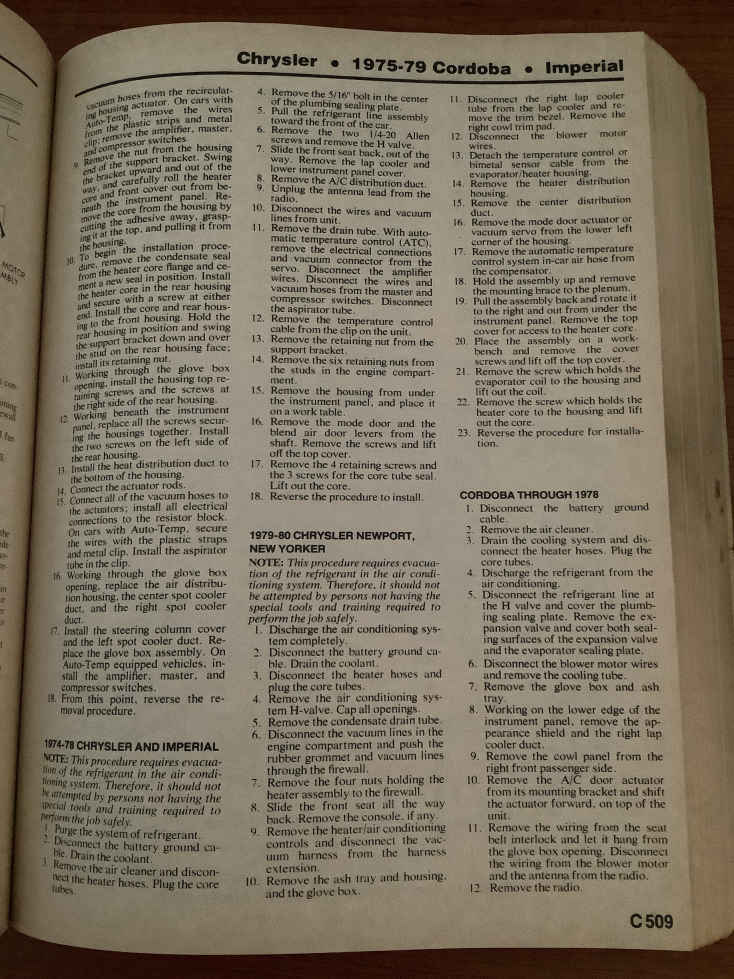 Chrysler • 1975-79 Cordoba • Imperial
vacuum hoses from the recirculat-
ing housing actuator. On cars with
Auto-Temp, remove the wires
from the plastic strips and metal
clip; remove the amplifier, master,
and compressor switches.
9. Remove the nut from the housing
end of the support bracket. Swing
the bracket upward and out of the
way, and carefully roll the heater
core and front cover out from be-
neath the instrument panel. Re-
move the core from the housing by
cutting the adhesive away, grasp-
ing it at the top, and pulling it from
the housing.
10. To begin the installation proce-
dure, remove the condensate seal
from the heater core flange and ce-
ment a new seal in position. Install
the heater core in the rear housing
and secure with a screw at either
end. Install the core and rear hous-
ing to the front housing. Hold the
rear housing in position and swing
the support bracket down and over
the stud on the rear housing face;
install its retaining nut.
11. Working through the glove box
opening, install the housing top re-
taining screws and the screws at
the right side of the rear housing.
12. Working beneath the instrument
panel, replace all the screws secur-
ing the housings together. Install
the two screws on the left side of
the rear housing.
13. Install the heat distribution duct to
the bottom of the housing.
14. Connect the actuator rods.
15. Connect all of the vacuum hoses to
the actuators; install all electrical
connections to the resistor block.
On cars with Auto-Temp, secure
the wires with the plastic straps
and metal clip. Install the aspirator
tube in the clip.
16. Working through the glove box
opening, replace the air distribu-
tion housing, the center spot cooler
duct, and the right spot cooler
duct.
17. Install the steering column cover
and the left spot cooler duct. Re-
place the glove box assembly. On
Auto-Temp equipped vehicles, in-
stall the amplifier, master, and
compressor switches.
18. From this point, reverse the re-
moval procedure.
1974-78 CHRYSLER AND IMPERIAL
NOTE: This procedure requires evacua-
tion of the refrigerant in the air condi-
tioning system. Therefore, it should not
be attempted by persons not having the
special tools and training required to
perform the job safely.
1. Purge the system of refrigerant.
2. Disconnect the battery ground ca-
ble. Drain the coolant.
3. Remove the air cleaner and discon-
nect the heater hoses. Plug the core
tubes.
4. Remove the 5/16" bolt in the center
of the plumbing sealing plate.
5. Pull the refrigerant line assembly
toward the front of the car.
6. Remove the two 1/4-20 Allen
screws and remove the H valve.
7. Slide the front seat back, out of the
way. Remove the lap cooler and
lower instrument panel cover.
8. Remove the A/C distribution duct.
9. Unplug the antenna lead from the
radio.
10. Disconnect the wires and vacuum
lines from unit.
11. Remove the drain tube. With auto-
matic temperature control (ATC),
remove the electrical connections
and vacuum connector from the
servo. Disconnect the amplifier
wires. Disconnect the wires and
vacuum hoses from the master and
compressor switches. Disconnect
the aspirator tube.
12. Remove the temperature control
cable from the clip on the unit.
13. Remove the retaining nut from the
support bracket.
14. Remove the six retaining nuts from
the studs in the engine compart-
ment.
15. Remove the housing from under
the instrument panel, and place it
on a work table.
16. Remove the mode door and the
blend air door levers from the
shaft. Remove the screws and lift
off the top cover.
17. Remove the 4 retaining screws and
the 3 screws for the core tube seal.
Lift out the core.
18. Reverse the procedure to install.
1979-80 CHRYSLER NEWPORT,
NEW YORKER
NOTE: This procedure requires evacua-
tion of the refrigerant in the air condi-
tioning system. Therefore, it should not
be attempted by persons not having the
special tools and training required to
perform the job safely.
1. Discharge the air conditioning sys-
tem completely.
2. Disconnect the battery ground ca-
ble. Drain the coolant.
3. Disconnect the heater hoses and
plug the core tubes.
4. Remove the air conditioning sys-
tem H-valve. Cap all openings.
5. Remove the condensate drain tube.
6. Disconnect the vacuum lines in the
engine compartment and push the
rubber grommet and vacuum lines
through the firewall.
7. Remove the four nuts holding the
heater assembly to the firewall.
8. Slide the front seat all the way
back. Remove the console, if any.
9. Remove the heater/air conditioning
controls and disconnect the vac-
uum harness from the harness
extension.
10. Remove the ash tray and housing,
and the glove box.
11. Disconnect the right lap cooler
tube from the lap cooler and re-
move the trim bezel. Remove the
right cowl trim pad.
12. Disconnect the blower motor
wires.
13. Detach the temperature control or
bimetal sensor cable from the
evaporator/heater housing.
14. Remove the heater distribution
housing.
15. Remove the center distribution
duct.
16. Remove the mode door actuator or
vacuum servo from the lower left
corner of the housing.
17. Remove the automatic temperature
control system in-car air hose from
the compensator.
18. Hold the assembly up and remove
the mounting brace to the plenum.
19. Pull the assembly back and rotate it
to the right and out from under the
instrument panel. Remove the top
cover for access to the heater core.
20. Place the assembly on a work-
bench and remove the cover
screws and lift off the top cover.
21. Remove the screw which holds the
evaporator coil to the housing and
lift out the coil.
22. Remove the screw which holds the
heater core to the housing and lift
out the core.
23. Reverse the procedure for installa-
tion.
CORDOBA THROUGH 1978
1. Disconnect the battery ground
cable.
2. Remove the air cleaner.
3. Drain the cooling system and dis-
connect the heater hoses. Plug the
core tubes.
4. Discharge the refrigerant from the
air conditioning.
5. Disconnect the refrigerant line at
the H valve and cover the plumb-
ing sealing plate. Remove the ex-
pansion valve and cover both seal-
ing surfaces of the expansion valve
and the evaporator sealing plate.
6. Disconnect the blower motor wires
and remove the cooling tube.
7. Remove the glove box and ash
tray.
8. Working on the lower edge of the
instrument panel, remove the ap-
pearance shield and the right lap
cooler duct.
9. Remove the cowl panel from the
right front passenger side.
10. Remove the A/C door actuator
from its mounting bracket and shift
the actuator forward, on top of the
unit.
11. Remove the wiring from the seat
belt interlock and let it hang from
the glove box opening. Disconnect
the wiring from the blower motor
and the antenna from the radio.
12. Remove the radio.
C 509